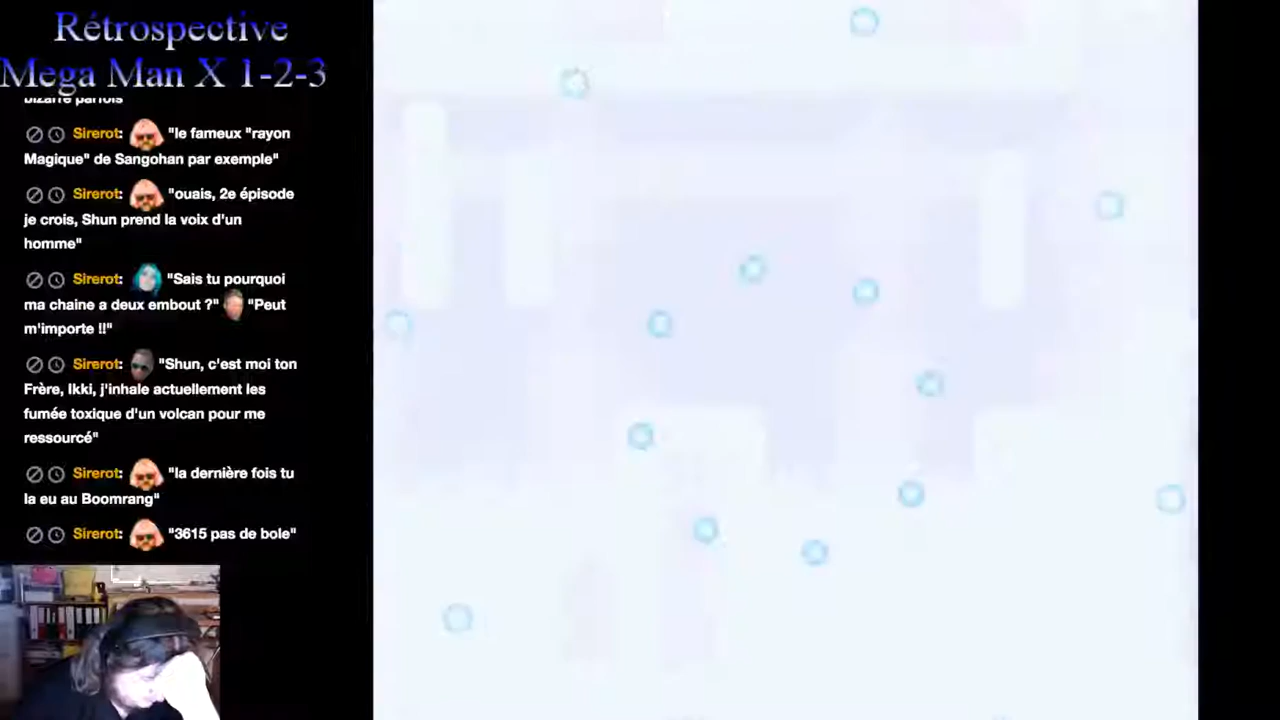 Rétrospective
Mega Man X 1-2-3
bizarre parfois
Sirerot: "le fameux "rayon
Magique" de Sangohan par exemple"
Sirerot: "ouais, 2e épisode
je crois, Shun prend la voix d'un
homme"
Sirerot: "Sais tu pourquoi
ma chaine a deux embout ?" "Peut
m'importe !!"
Sirerot: "Shun, c'est moi ton
Frère, Ikki, j'inhale actuellement les
fumée toxique d'un volcan pour me
ressourcé"
Sirerot: "la dernière fois tu
la eu au Boomrang"
Sirerot: "3615 pas de bole"